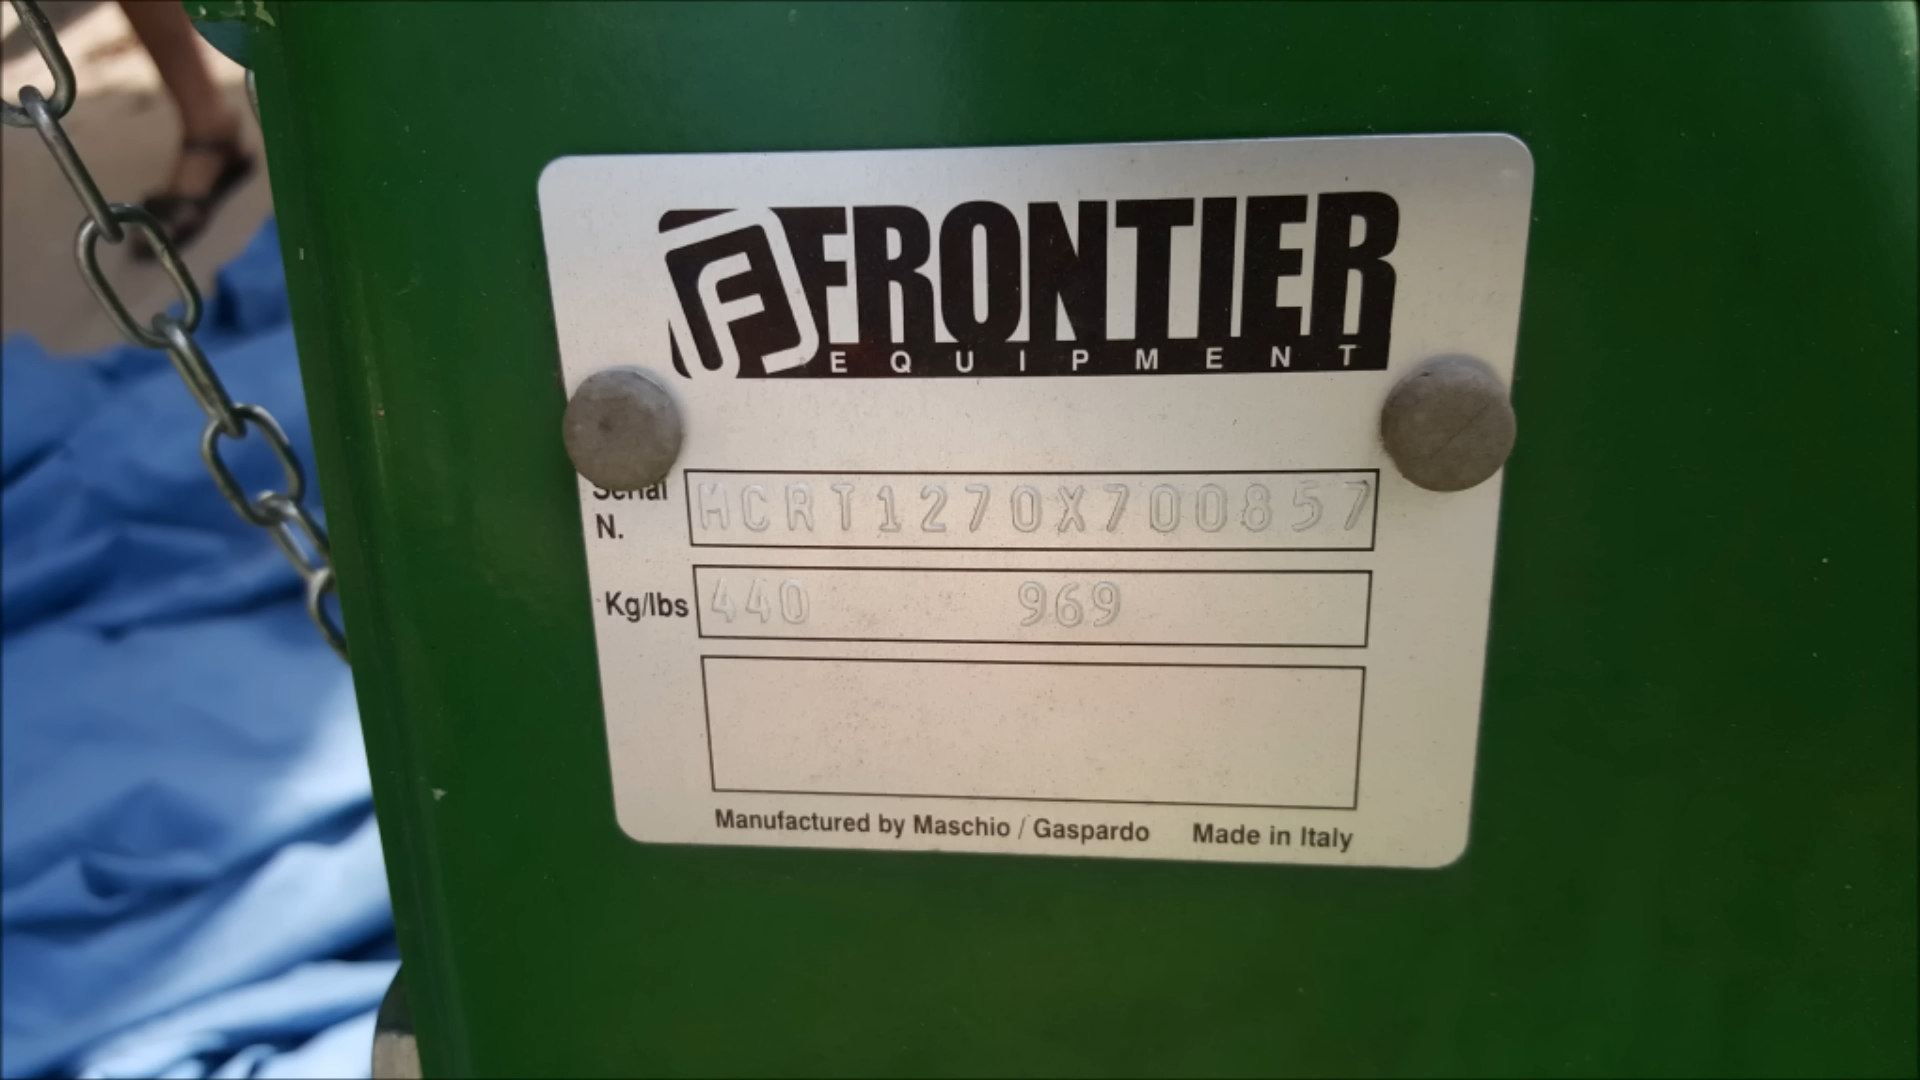 FRONTIER
EQUIPMENT
Serial
N.
MCRT1270X700857
Kg/lbs 440 969
Manufactured by Maschio / Gaspardo Made in Italy